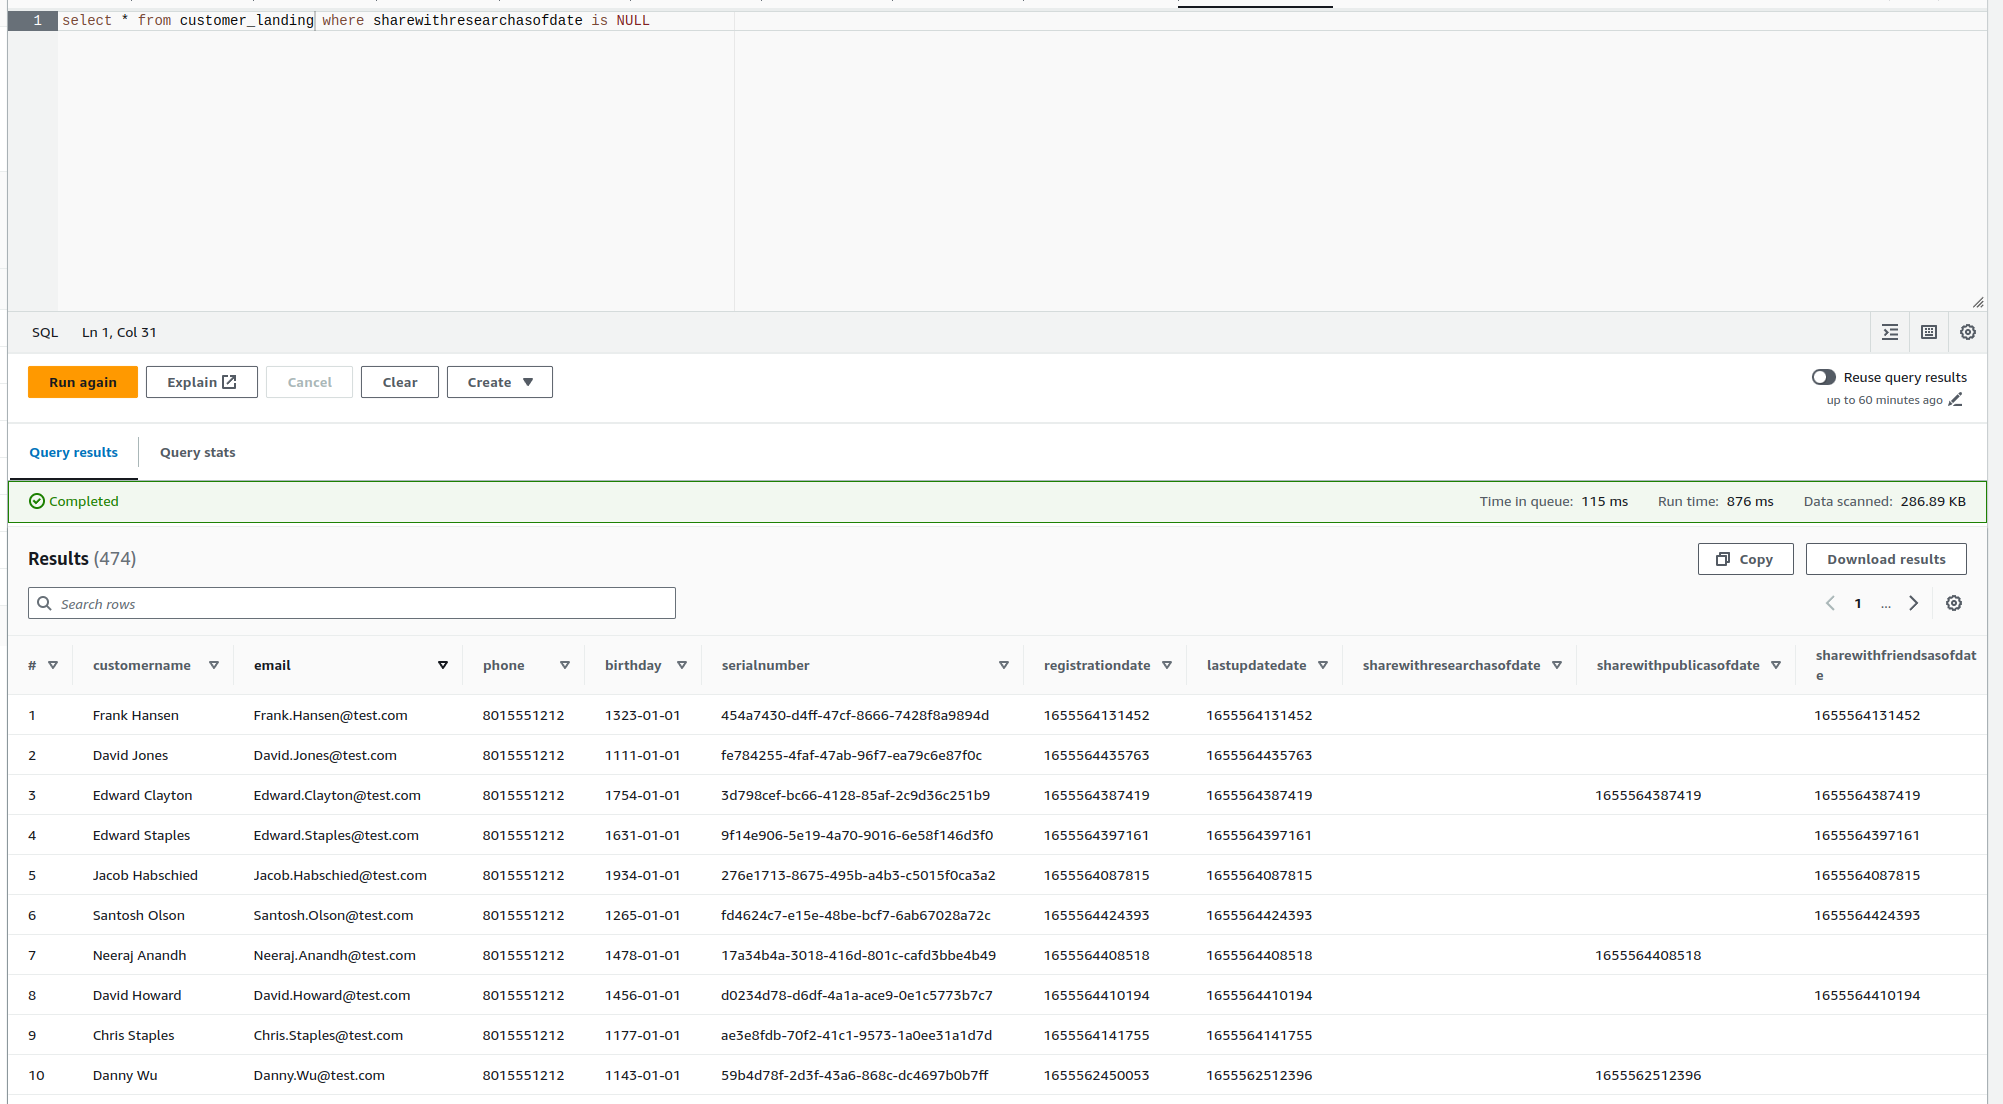 1 select * from customer_landing where sharewithresearchasofdate is NULL
SQL Ln 1, Col 31
Run again Explain Cancel Clear Create
Reuse query results
up to 60 minutes ago
Query results Query stats
Completed Time in queue: 115 ms Run time: 876 ms Data scanned: 286.89 KB
Results (474) Copy Download results
Search rows 1 ...
# customername email phone birthday serialnumber registrationdate lastupdatedate sharewithresearchasofdate sharewithpublicasofdate sharewithfriendsasofdat
e
1 Frank Hansen Frank.Hansen@test.com 8015551212 1323-01-01 454a7430-d4ff-47cf-8666-7428f8a9894d 1655564131452 1655564131452 1655564131452
2 David Jones David.Jones@test.com 8015551212 1111-01-01 fe784255-4faf-47ab-96f7-ea79c6e87f0c 1655564435763 1655564435763
3 Edward Clayton Edward.Clayton@test.com 8015551212 1754-01-01 3d798cef-bc66-4128-85af-2c9d36c251b9 1655564387419 1655564387419 1655564387419 1655564387419
4 Edward Staples Edward.Staples@test.com 8015551212 1631-01-01 9f14e906-5e19-4a70-9016-6e58f146d3f0 1655564397161 1655564397161 1655564397161
5 Jacob Habschied Jacob.Habschied@test.com 8015551212 1934-01-01 276e1713-8675-495b-a4b3-c5015f0ca3a2 1655564087815 1655564087815 1655564087815
6 Santosh Olson Santosh.Olson@test.com 8015551212 1265-01-01 fd4624c7-e15e-48be-bcf7-6ab67028a72c 1655564424393 1655564424393 1655564424393
7 Neeraj Anandh Neeraj.Anandh@test.com 8015551212 1478-01-01 17a34b4a-3018-416d-801c-cafd3bbe4b49 1655564408518 1655564408518 1655564408518
8 David Howard David.Howard@test.com 8015551212 1456-01-01 d0234d78-d6df-4a1a-ace9-0e1c5773b7c7 1655564410194 1655564410194 1655564410194
9 Chris Staples Chris.Staples@test.com 8015551212 1177-01-01 ae3e8fdb-70f2-41c1-9573-1a0ee31a1d7d 1655564141755 1655564141755
10 Danny Wu Danny.Wu@test.com 8015551212 1143-01-01 59b4d78f-2d3f-43a6-868c-dc4697b0b7ff 1655562450053 1655562512396 1655562512396